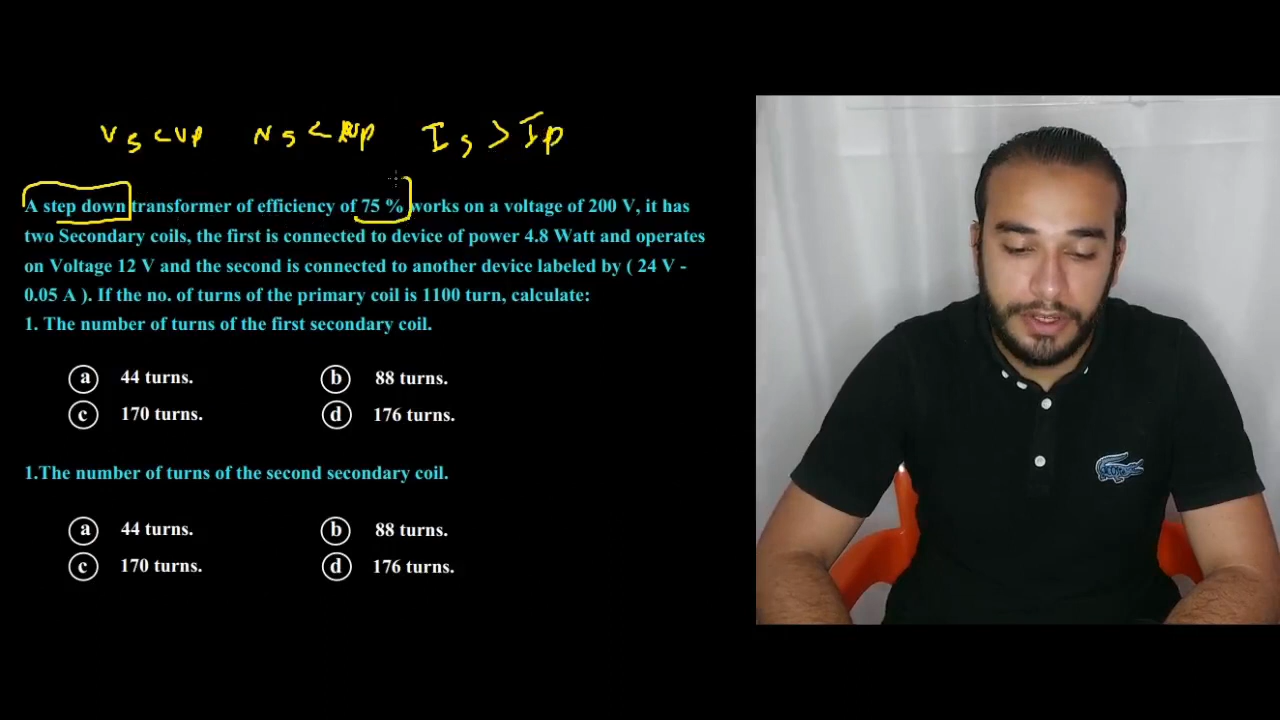 Vs < Vp   Ns < Np   Is > Ip
A step down transformer of efficiency of 75 % works on a voltage of 200 V, it has
two Secondary coils, the first is connected to device of power 4.8 Watt and operates
on Voltage 12 V and the second is connected to another device labeled by ( 24 V -
0.05 A ). If the no. of turns of the primary coil is 1100 turn, calculate:
1. The number of turns of the first secondary coil.
a 44 turns. b 88 turns.
c 170 turns. d 176 turns.
1.The number of turns of the second secondary coil.
a 44 turns. b 88 turns.
c 170 turns. d 176 turns.